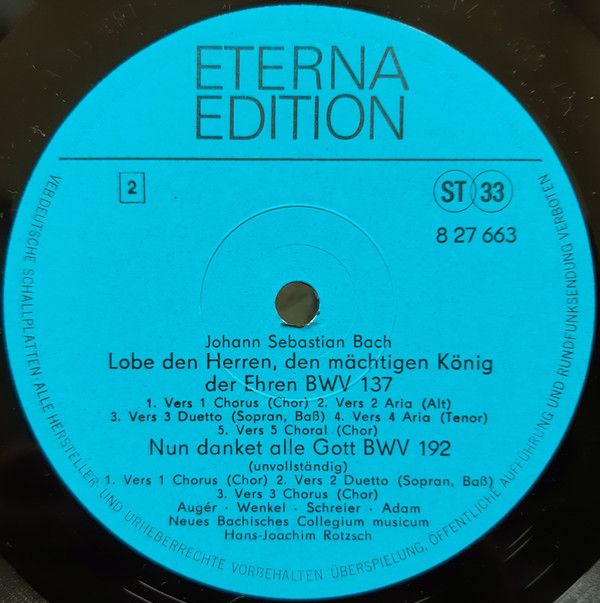 ETERNA
EDITION
2
ST 33
8 27 663
Johann Sebastian Bach
Lobe den Herren, den mächtigen König
der Ehren BWV 137
1. Vers 1 Chorus (Chor) 2. Vers 2 Aria (Alt)
3. Vers 3 Duetto (Sopran, Baß) 4. Vers 4 Aria (Tenor)
5. Vers 5 Choral (Chor)
Nun danket alle Gott BWV 192
(unvollständig)
1. Vers 1 Chorus (Chor) 2. Vers 2 Duetto (Sopran, Baß)
3. Vers 3 Chorus (Chor)
Augér · Wenkel · Schreier · Adam
Neues Bachisches Collegium musicum
Hans-Joachim Rotzsch
VEB DEUTSCHE SCHALLPLATTEN ALLE HERSTELLER- UND URHEBERRECHTE VORBEHALTEN ÜBERSPIELUNG, ÖFFENTLICHE AUFFÜHRUNG UND RUNDFUNKSENDUNG VERBOTEN